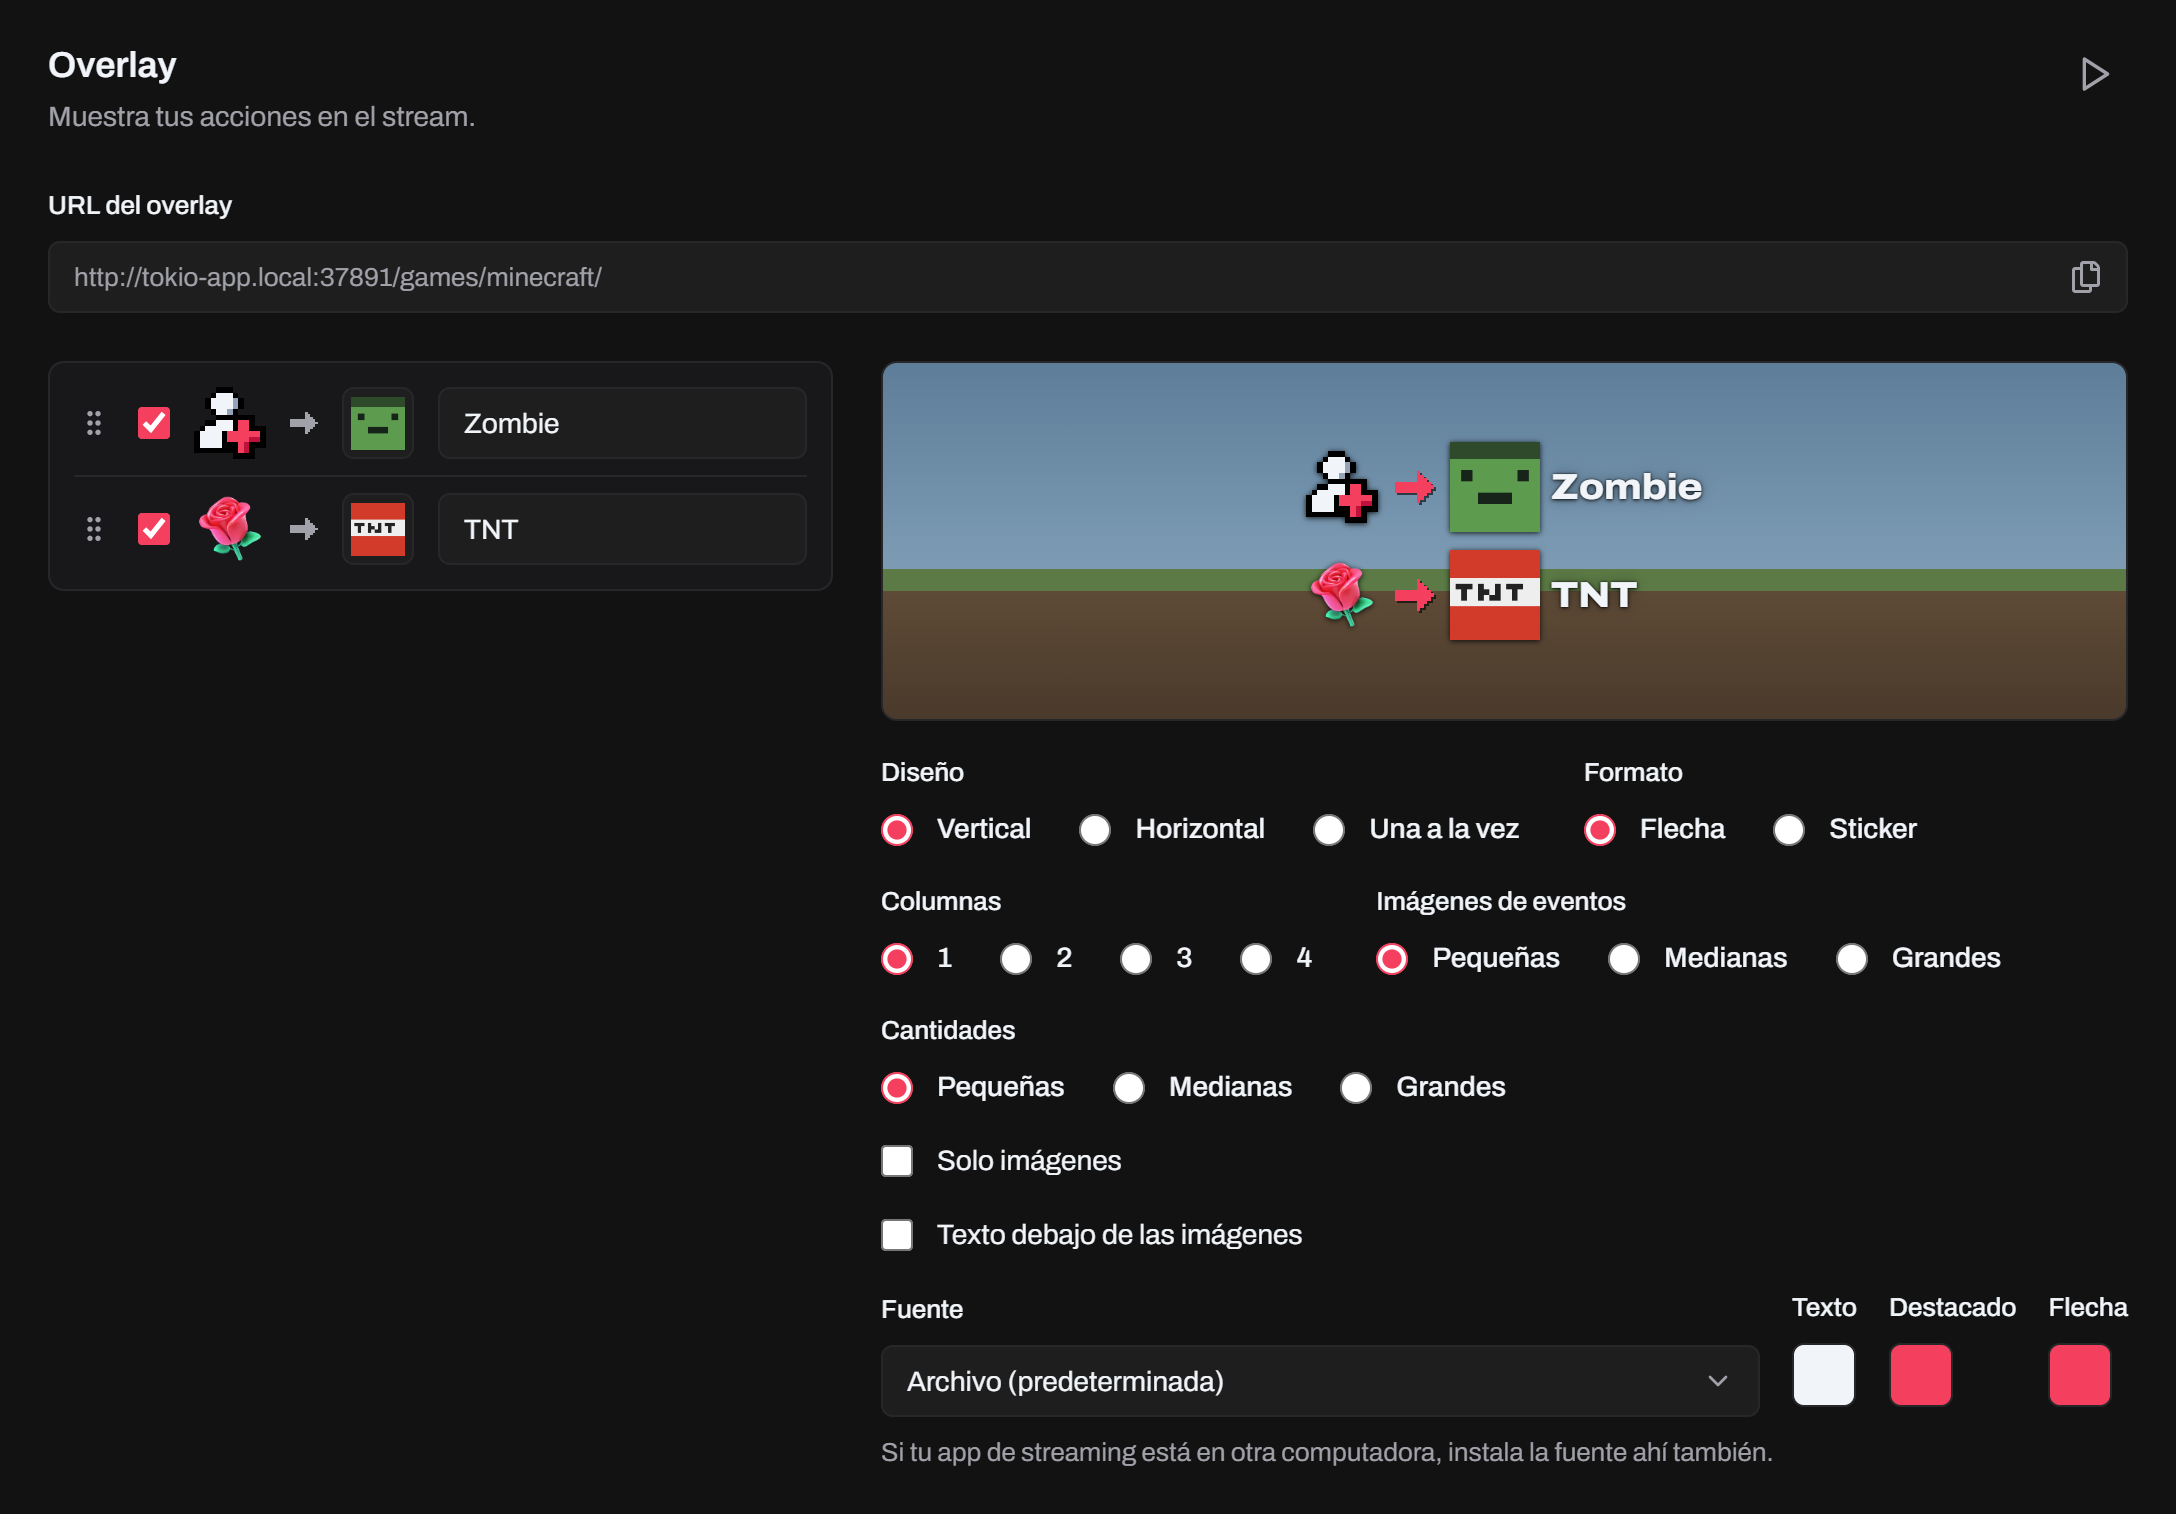 Overlay
Muestra tus acciones en el stream.
URL del overlay
http://tokio-app.local:37891/games/minecraft/
Zombie
TNT
TNT
Zombie
TNT
TNT
Diseño
Formato
Vertical
Horizontal
Una a la vez
Flecha
Sticker
Columnas
Imágenes de eventos
1
2
3
4
Pequeñas
Medianas
Grandes
Cantidades
Pequeñas
Medianas
Grandes
Solo imágenes
Texto debajo de las imágenes
Fuente
Texto
Destacado
Flecha
Archivo (predeterminada)
Si tu app de streaming está en otra computadora, instala la fuente ahí también.